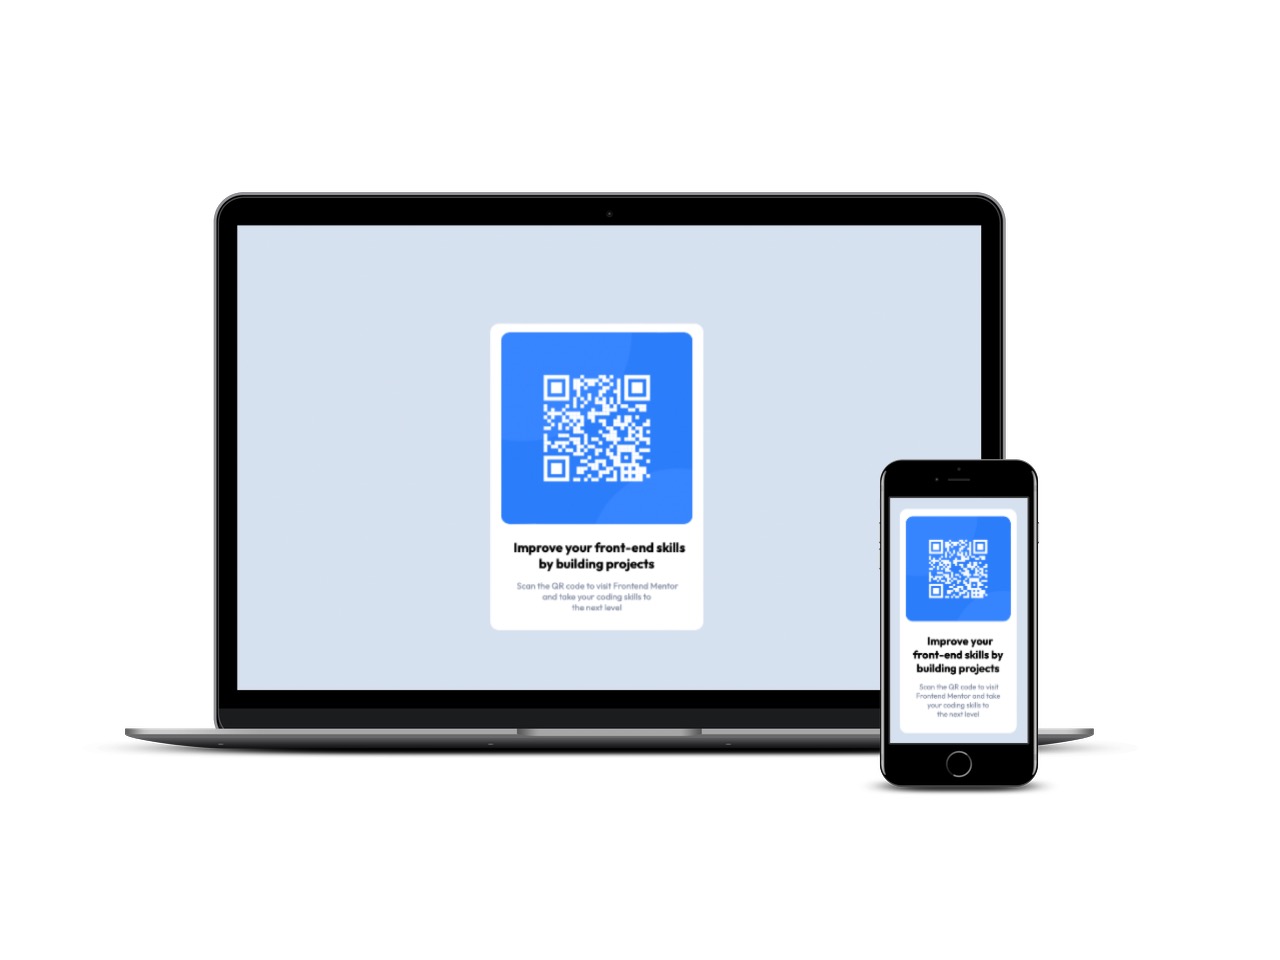 Improve your front-end skills
by building projects
Scan the QR code to visit Frontend Mentor
and take your coding skills to
the next level
Improve your
front-end skills by
building projects
Scan the QR code to visit
Frontend Mentor and take
your coding skills to
the next level